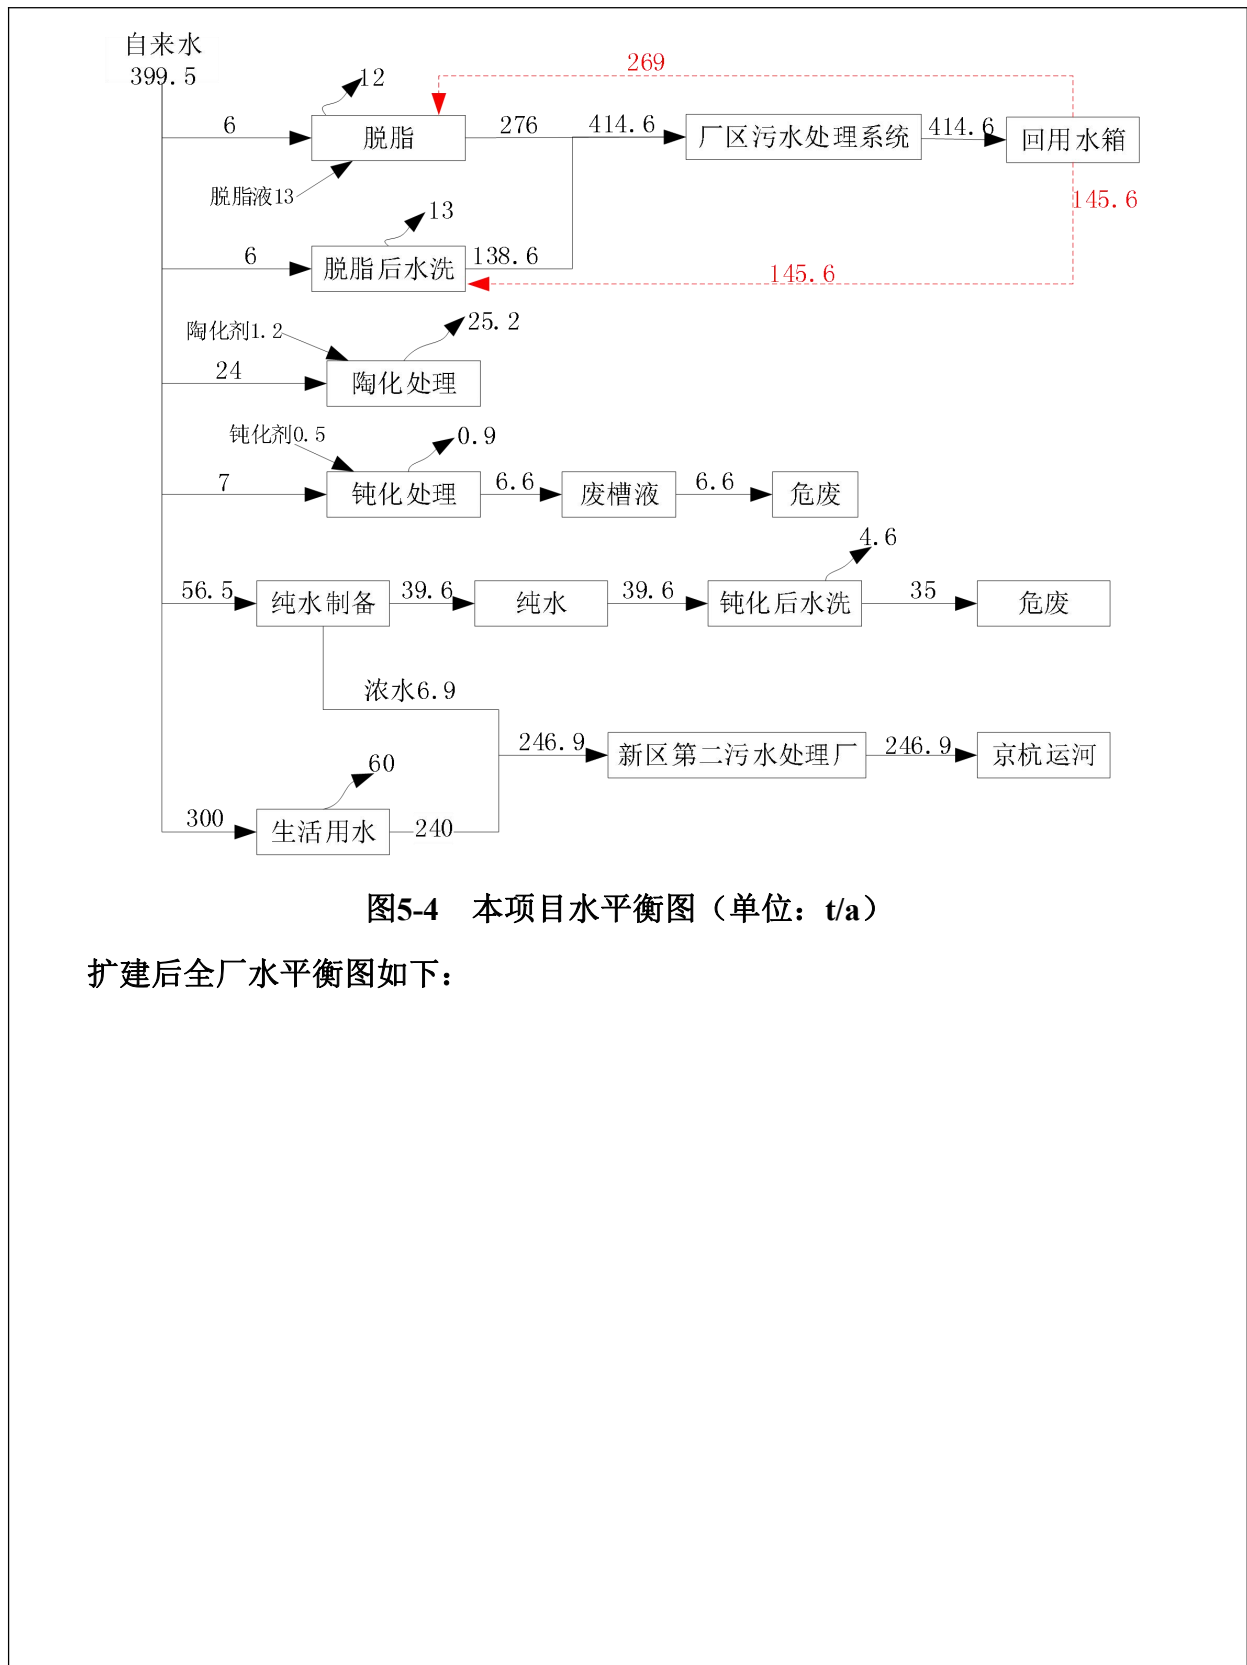 自来水
399.5
269
12
6
脱脂
276
414.6
厂区污水处理系统
414.6
回用水箱
脱脂液13
145.6
13
6
脱脂后水洗
138.6
145.6
陶化剂1.2
25.2
24
陶化处理
钝化剂0.5
0.9
7
钝化处理
6.6
废槽液
6.6
危废
4.6
56.5
纯水制备
39.6
纯水
39.6
钝化后水洗
35
危废
浓水6.9
246.9
新区第二污水处理厂
246.9
京杭运河
60
300
生活用水
240
图5-4 本项目水平衡图（单位：t/a）
扩建后全厂水平衡图如下：